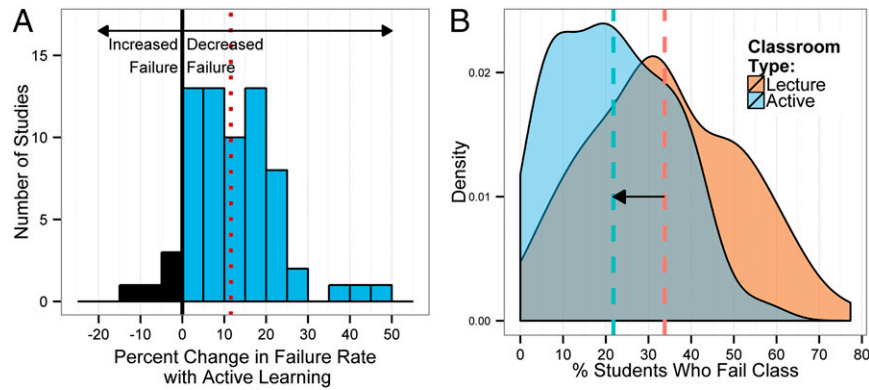 A
Increased Decreased
Failure Failure
Number of Studies
15
10
5
0
-20 -10 0 10 20 30 40 50
Percent Change in Failure Rate
with Active Learning
B
Classroom
Type:
Lecture
Active
Density
0.02
0.01
0.00
0 10 20 30 40 50 60 70 80
% Students Who Fail Class